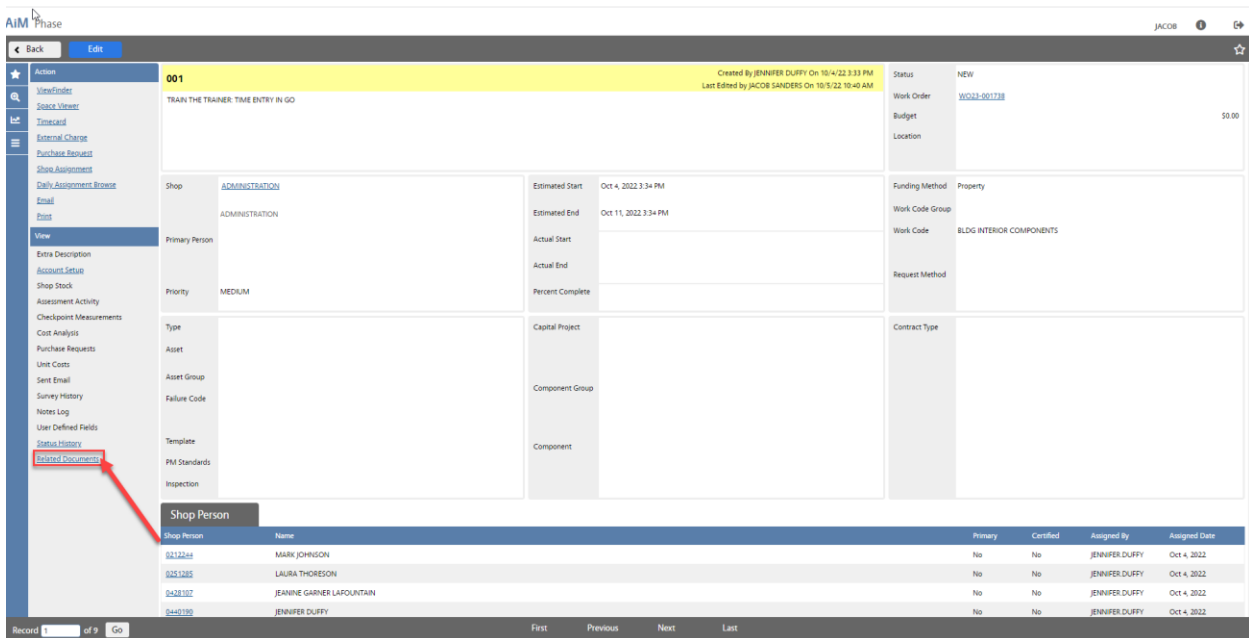 AiM Phase
JACOB
Back
Edit
Action
ViewFinder
Space Viewer
Timecard
External Charge
Purchase Request
Shop Assignment
Daily Assignment Browse
Email
Print
View
Extra Description
Account Setup
Shop Stock
Assessment Activity
Checkpoint Measurements
Cost Analysis
Purchase Requests
Unit Costs
Sent Email
Survey History
Notes Log
User Defined Fields
Status History
Related Documents
001
Created By JENNIFER DUFFY On 10/4/22 3:33 PM
Last Edited by JACOB SANDERS On 10/5/22 10:40 AM
TRAIN THE TRAINER: TIME ENTRY IN GO
Status NEW
Work Order WO23-001738
Budget $0.00
Location
Shop ADMINISTRATION
ADMINISTRATION
Primary Person
Priority MEDIUM
Estimated Start Oct 4, 2022 3:34 PM
Estimated End Oct 11, 2022 3:34 PM
Actual Start
Actual End
Percent Complete
Funding Method Property
Work Code Group
Work Code BLDG INTERIOR COMPONENTS
Request Method
Type
Asset
Asset Group
Failure Code
Template
PM Standards
Inspection
Capital Project
Component Group
Component
Contract Type
Shop Person
Shop Person Name Primary Certified Assigned By Assigned Date
0212244 MARK JOHNSON No No JENNIFER.DUFFY Oct 4, 2022
0251285 LAURA THORESON No No JENNIFER.DUFFY Oct 4, 2022
0428107 JEANINE GARNER LAFOUNTAIN No No JENNIFER.DUFFY Oct 4, 2022
0440190 JENNIFER DUFFY No No JENNIFER.DUFFY Oct 4, 2022
Record 1 of 9 Go First Previous Next Last